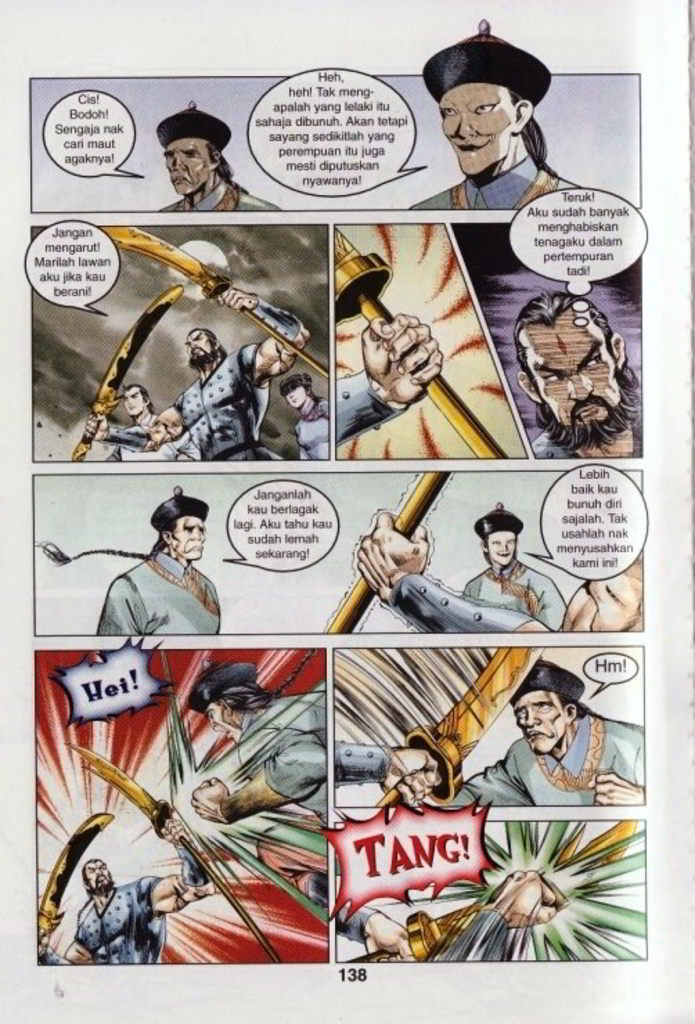 Cis!
Bodoh!
Sengaja nak
cari maut
agaknya!
Heh,
heh! Tak meng-
apalah yang lelaki itu
sahaja dibunuh. Akan tetapi
sayang sedikitlah yang
perempuan itu juga
mesti diputuskan
nyawanya!
Jangan
mengarut!
Marilah lawan
aku jika kau
berani!
Teruk!
Aku sudah banyak
menghabiskan
tenagaku dalam
pertempuran
tadi!
Janganlah
kau berlagak
lagi. Aku tahu kau
sudah lemah
sekarang!
Lebih
baik kau
bunuh diri
sajalah. Tak
usahlah nak
menyusahkan
kami ini!
Hei!
Hm!
TANG!
138